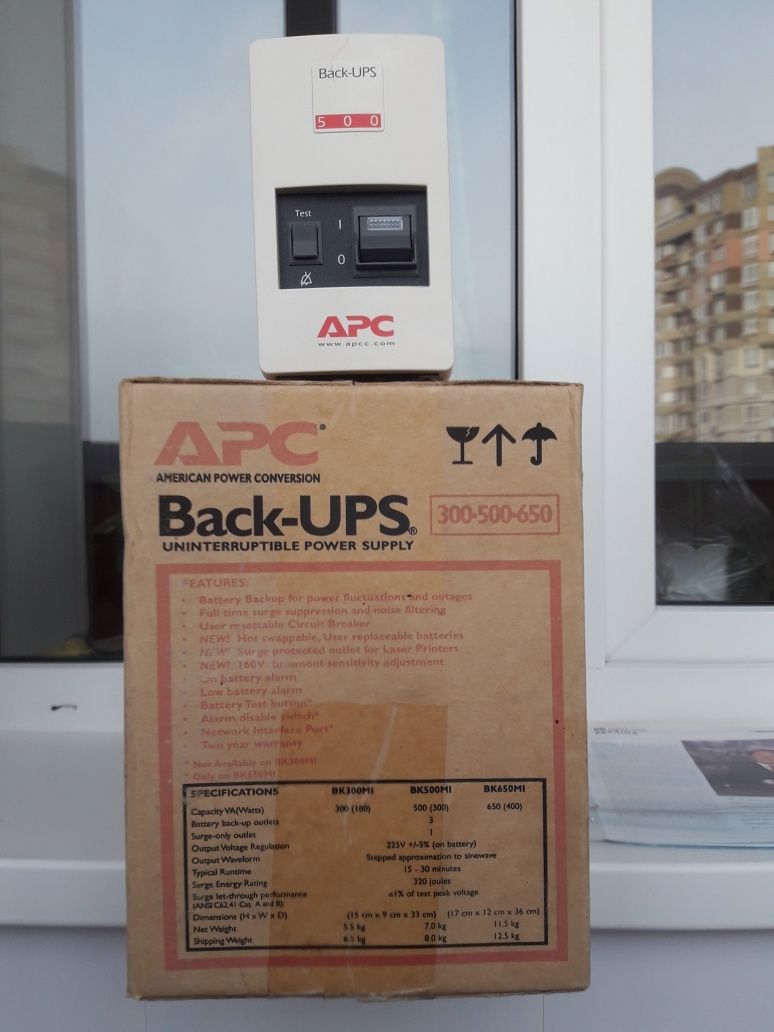 Back-UPS
5 0 0
Test
I
0
APC
www.apcc.com
APC®
AMERICAN POWER CONVERSION
Back-UPS®
300•500•650
UNINTERRUPTIBLE POWER SUPPLY
FEATURES:
• Battery Backup for power fluctuations and outages
• Full time surge suppression and noise filtering
• User resettable Circuit Breaker
• NEW! Hot swappable, User replaceable batteries
• NEW! Surge protected outlet for Laser Printers
• NEW! 160V brownout sensitivity adjustment
• On battery alarm
• Low battery alarm
• Battery Test button*
• Alarm-disable switch*
• Network Interface Port*
• Two year warranty
* Not Available on BK300MI
* Only on BK650MI
SPECIFICATIONS BK300MI BK500MI BK650MI
Capacity VA(Watts) 300 (180) 500 (300) 650 (400)
Battery back-up outlets 3
Surge-only outlet 1
Output Voltage Regulation 225V +/-5% (on battery)
Output Waveform Stepped approximation to sinewave
Typical Runtime 15 - 30 minutes
Surge Energy Rating 320 joules
Surge let-through performance <1% of test peak voltage
(ANSI C62.41 Cat. A and B):
Dimensions (H x W x D) (15 cm x 9 cm x 33 cm) (17 cm x 12 cm x 36 cm)
Net Weight 5.5 kg 7.0 kg 11.5 kg
Shipping Weight 6.5 kg 8.0 kg 12.5 kg